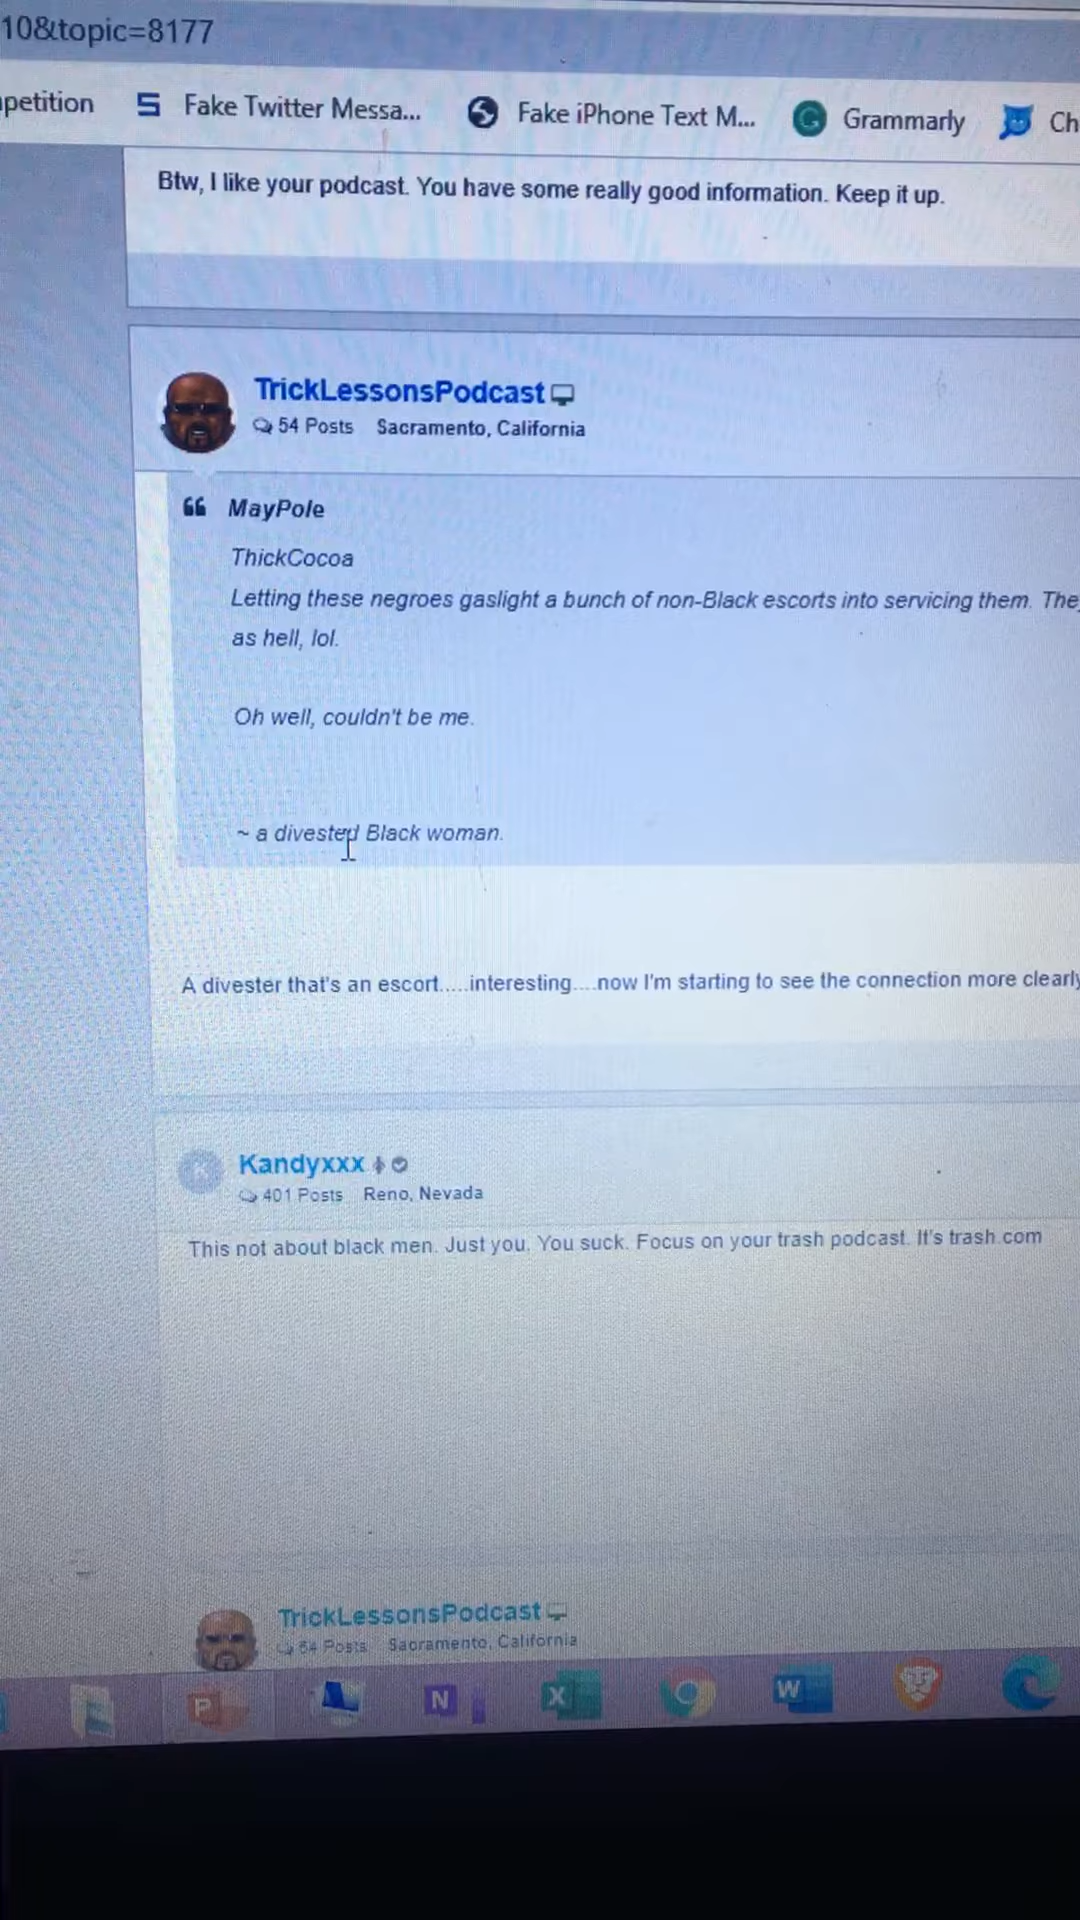 10&topic=8177
petition
Fake Twitter Messa...
Fake iPhone Text M...
Grammarly
Ch
Btw, I like your podcast. You have some really good information. Keep it up.
TrickLessonsPodcast
54 Posts Sacramento, California
MayPole
ThickCocoa
Letting these negroes gaslight a bunch of non-Black escorts into servicing them. The
as hell, lol.
Oh well, couldn't be me.
~ a divested Black woman.
A divester that's an escort.....interesting....now I'm starting to see the connection more clearly
Kandyxxx
401 Posts Reno, Nevada
This not about black men. Just you. You suck. Focus on your trash podcast. It's trash.com
TrickLessonsPodcast
54 Posts Sacramento, California
P N X W